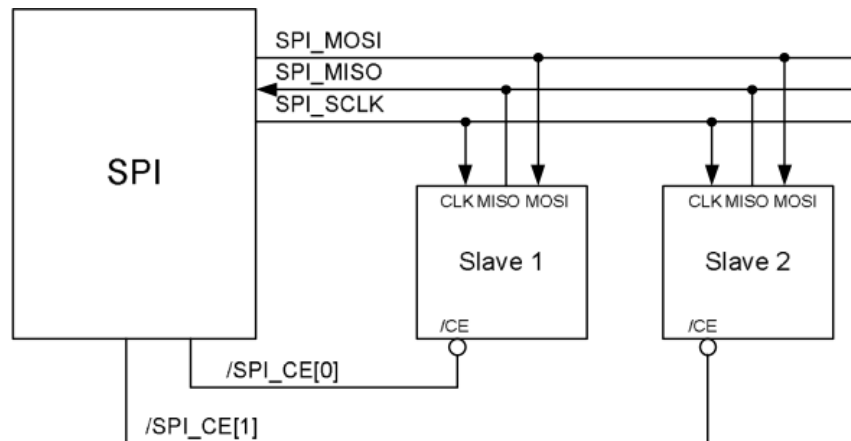 SPI_MOSI
SPI_MISO
SPI_SCLK
SPI
CLK MISO MOSI
Slave 1
/CE
CLK MISO MOSI
Slave 2
/CE
/SPI_CE[0]
/SPI_CE[1]